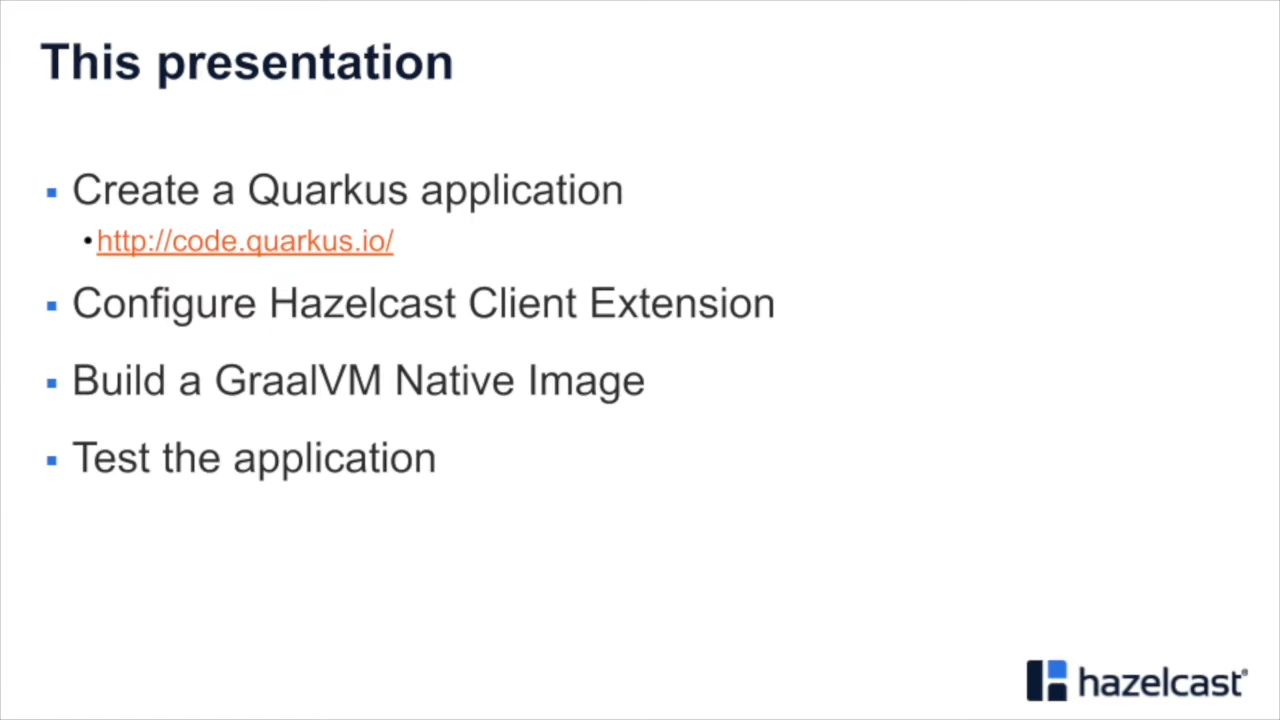 This presentation
▪ Create a Quarkus application
• http://code.quarkus.io/
▪ Configure Hazelcast Client Extension
▪ Build a GraalVM Native Image
▪ Test the application
hazelcast®